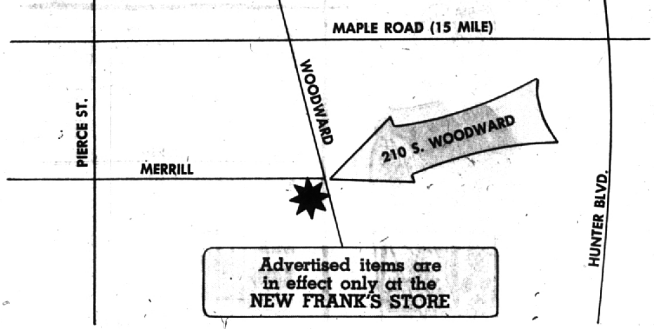 MAPLE ROAD (15 MILE)
WOODWARD
PIERCE ST.
210 S. WOODWARD
MERRILL
HUNTER BLVD.
Advertised items are
in effect only at the
NEW FRANK'S STORE